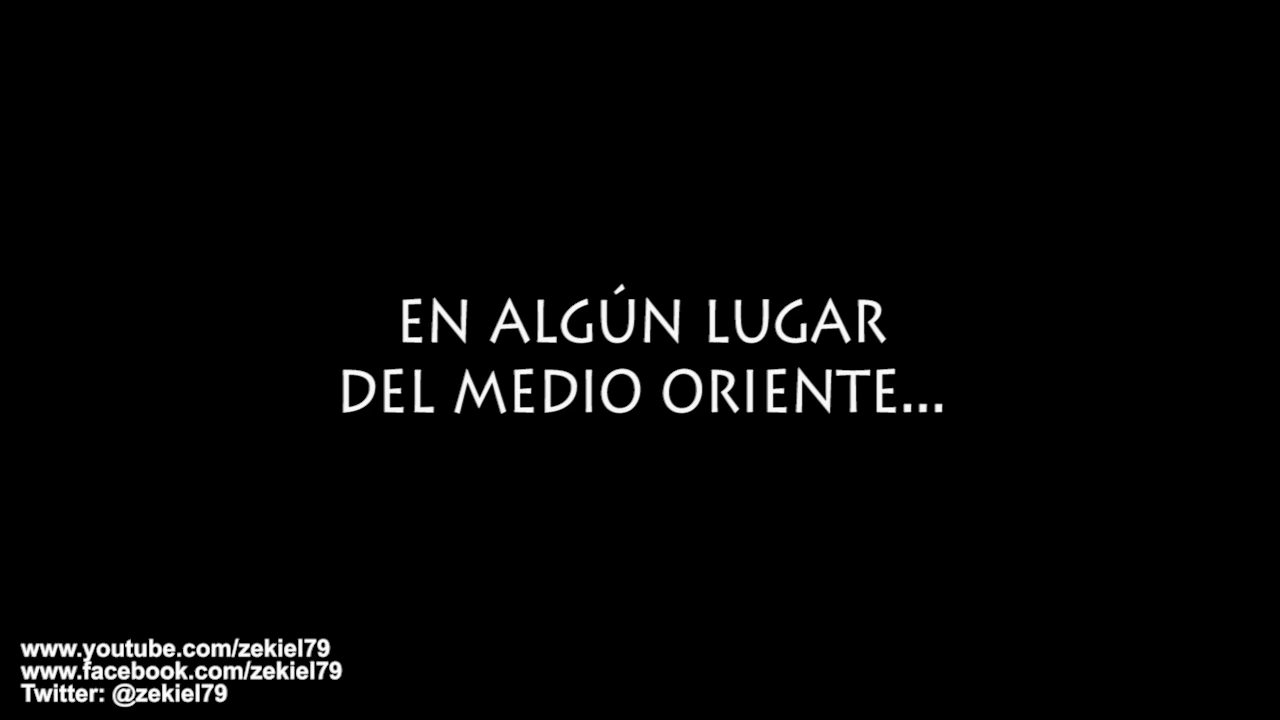 EN ALGÚN LUGAR
DEL MEDIO ORIENTE...
www.youtube.com/zekiel79
www.facebook.com/zekiel79
Twitter: @zekiel79